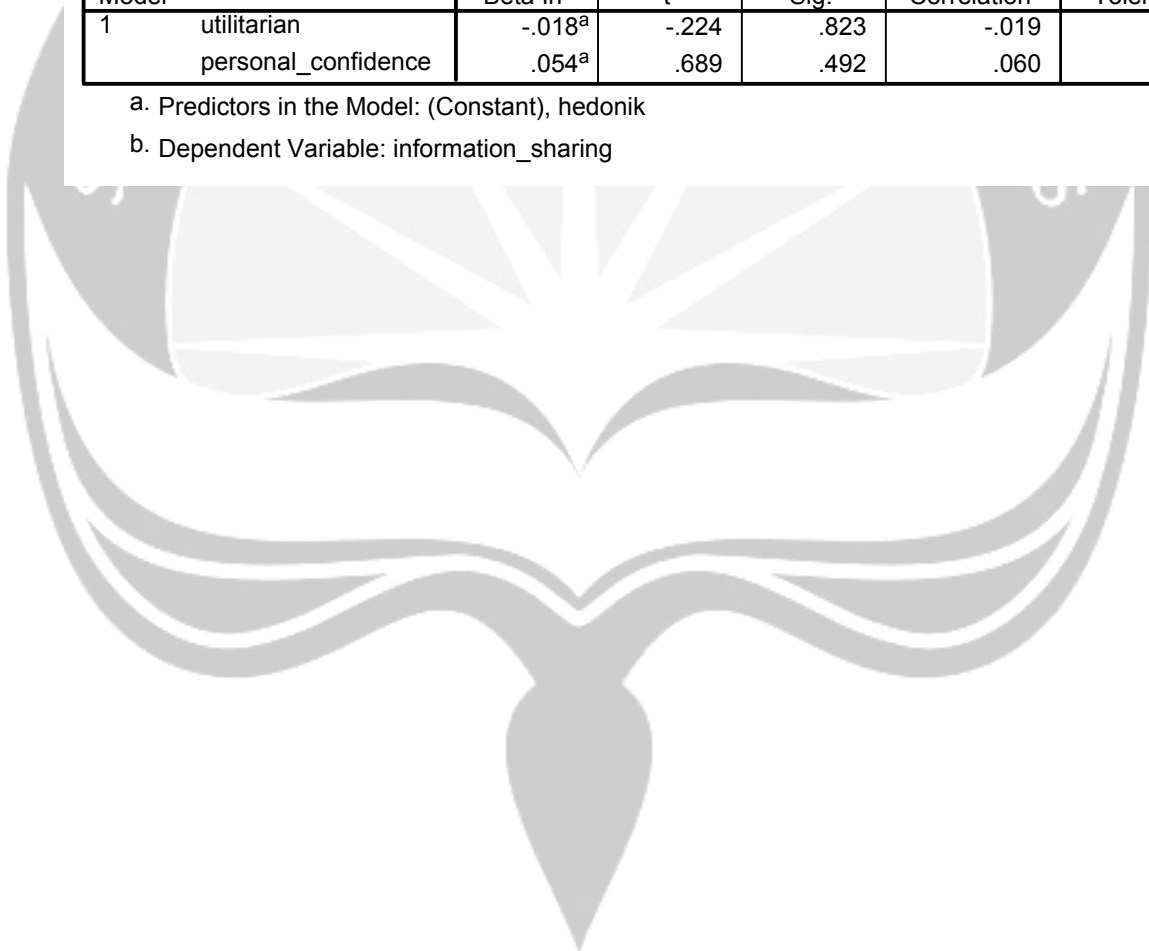 1 utilitarian -.018a -.224 .823 -.019
personal_confidence .054a .689 .492 .060
a. Predictors in the Model: (Constant), hedonik
b. Dependent Variable: information_sharing